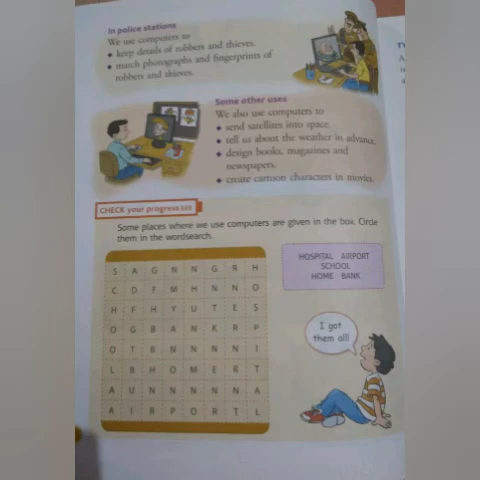 In police stations
We use computers to
◆ keep details of robbers and thieves.
◆ match photographs and fingerprints of
robbers and thieves.
Some other uses
We also use computers to
◆ send satellites into space.
◆ tell us about the weather in advance.
◆ design books, magazines and
newspapers.
◆ create cartoon characters in movies.
CHECK your progress
Some places where we use computers are given in the box. Circle
them in the wordsearch.
HOSPITAL AIRPORT
SCHOOL
HOME BANK
S A G N N G R H
C D F M H N N O
H F H Y U T E S
O G B A N K R P
O T B N N N N I
L B H O M E R T
A U N N N N N A
A I R P O R T L
I got
them all!